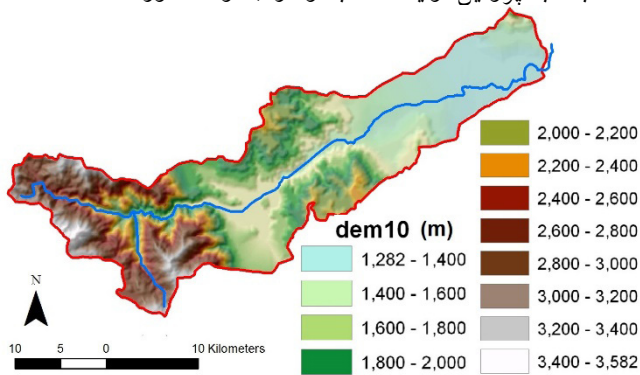 dem10 (m)
1,282 - 1,400
1,400 - 1,600
1,600 - 1,800
1,800 - 2,000
2,000 - 2,200
2,200 - 2,400
2,400 - 2,600
2,600 - 2,800
2,800 - 3,000
3,000 - 3,200
3,200 - 3,400
3,400 - 3,582
N
10 5 0 10 Kilometers